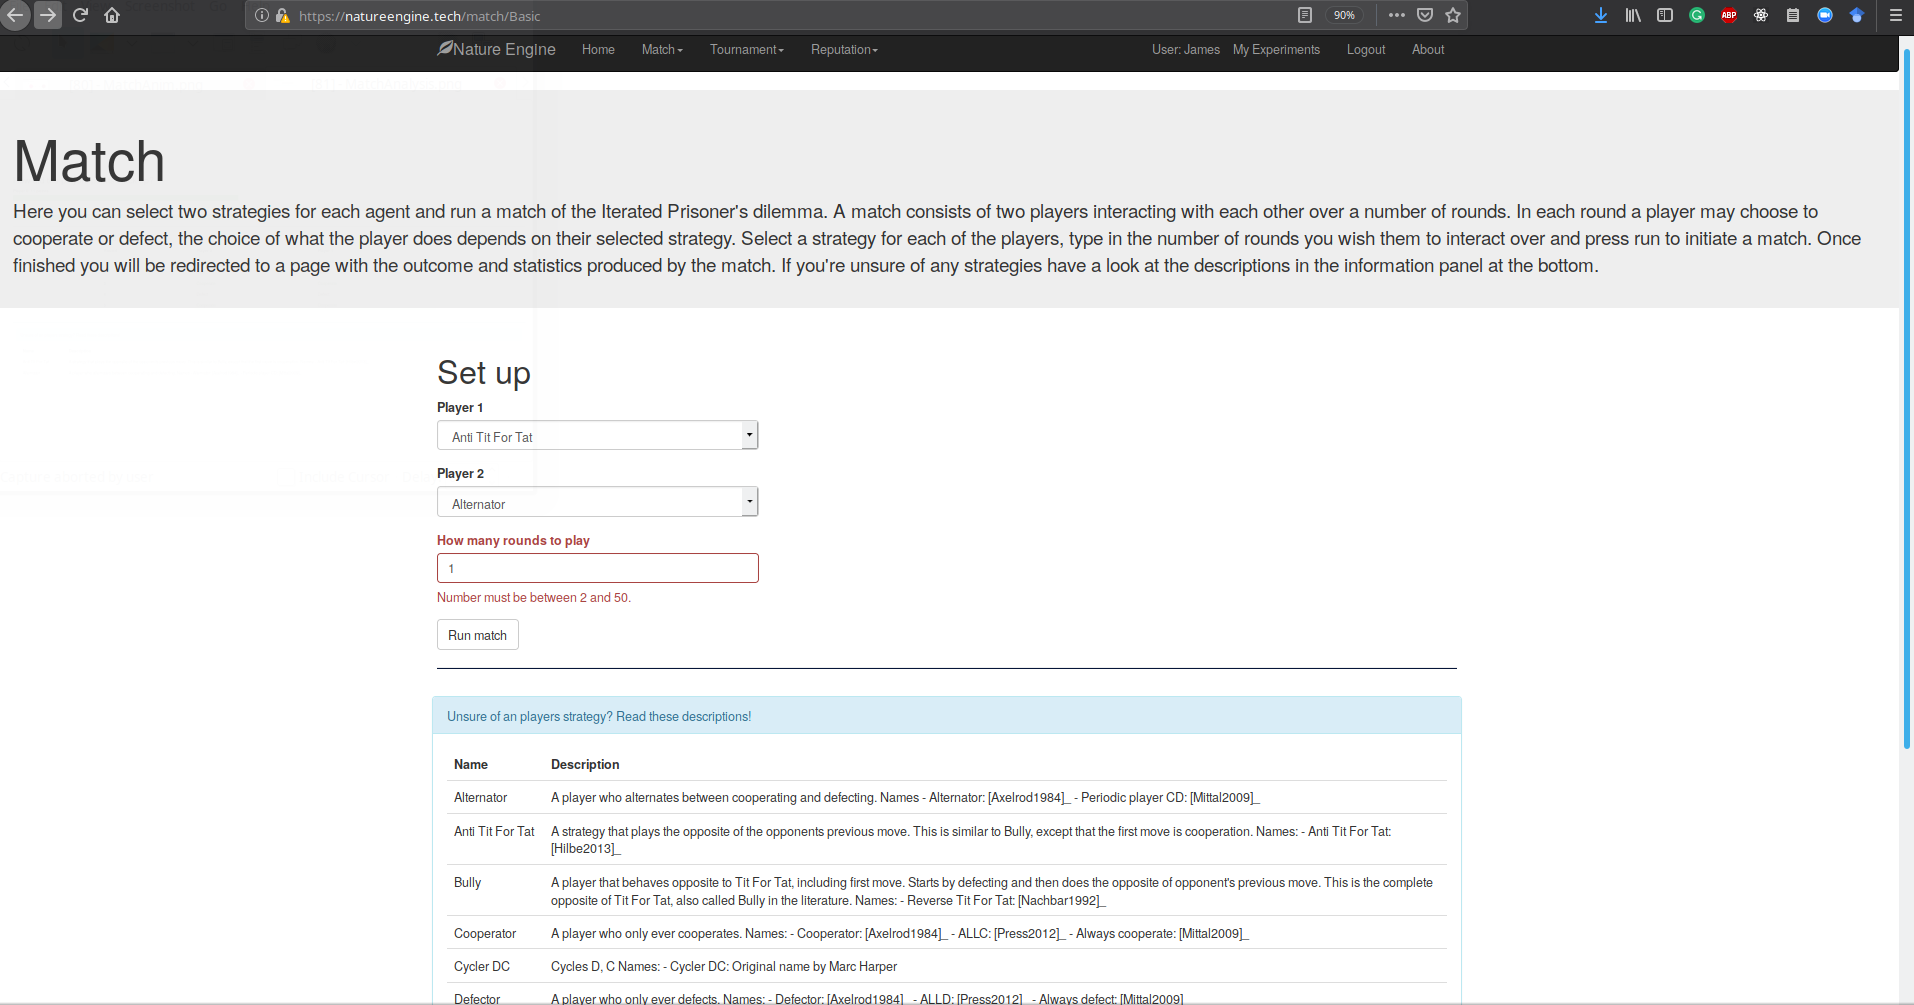 https://natureengine.tech/match/Basic
90%
ABP
Nature Engine Home Match Tournament Reputation User: James My Experiments Logout About
Match
Here you can select two strategies for each agent and run a match of the Iterated Prisoner's dilemma. A match consists of two players interacting with each other over a number of rounds. In each round a player may choose to
cooperate or defect, the choice of what the player does depends on their selected strategy. Select a strategy for each of the players, type in the number of rounds you wish them to interact over and press run to initiate a match. Once
finished you will be redirected to a page with the outcome and statistics produced by the match. If you're unsure of any strategies have a look at the descriptions in the information panel at the bottom.
Set up
Player 1
Anti Tit For Tat
Player 2
Alternator
How many rounds to play
1
Number must be between 2 and 50.
Run match
Unsure of an players strategy? Read these descriptions!
Name Description
Alternator A player who alternates between cooperating and defecting. Names - Alternator: [Axelrod1984]_ - Periodic player CD: [Mittal2009]_
Anti Tit For Tat A strategy that plays the opposite of the opponents previous move. This is similar to Bully, except that the first move is cooperation. Names: - Anti Tit For Tat:
[Hilbe2013]_
Bully A player that behaves opposite to Tit For Tat, including first move. Starts by defecting and then does the opposite of opponent's previous move. This is the complete
opposite of Tit For Tat, also called Bully in the literature. Names: - Reverse Tit For Tat: [Nachbar1992]_
Cooperator A player who only ever cooperates. Names: - Cooperator: [Axelrod1984]_ - ALLC: [Press2012]_ - Always cooperate: [Mittal2009]_
Cycler DC Cycles D, C Names: - Cycler DC: Original name by Marc Harper
Defector A player who only ever defects. Names: - Defector: [Axelrod1984]_ - ALLD: [Press2012]_ - Always defect: [Mittal2009]